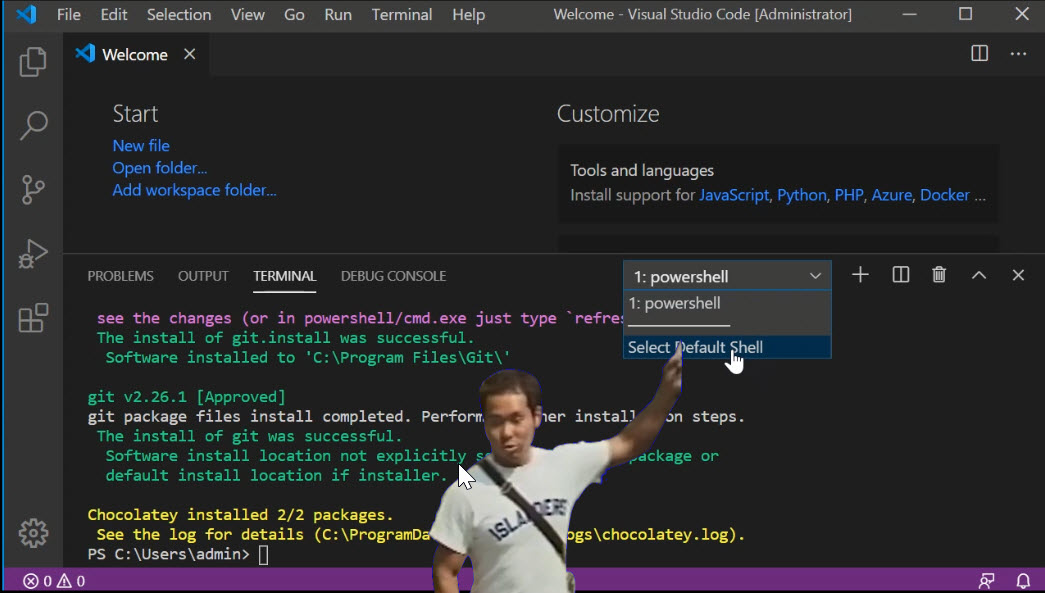 File Edit Selection View Go Run Terminal Help Welcome - Visual Studio Code [Administrator]
Welcome
Start
New file
Open folder...
Add workspace folder...
Customize
Tools and languages
Install support for JavaScript, Python, PHP, Azure, Docker ...
PROBLEMS OUTPUT TERMINAL DEBUG CONSOLE 1: powershell
1: powershell
Select Default Shell
see the changes (or in powershell/cmd.exe just type `refres
The install of git.install was successful.
Software installed to 'C:\Program Files\Git\'
git v2.26.1 [Approved]
git package files install completed. Perform her install on steps.
The install of git was successful.
Software install location not explicitly s package or
default install location if installer.
Chocolatey installed 2/2 packages.
See the log for details (C:\ProgramDa ogs\chocolatey.log).
PS C:\Users\admin>
ISLANDERS
0 0